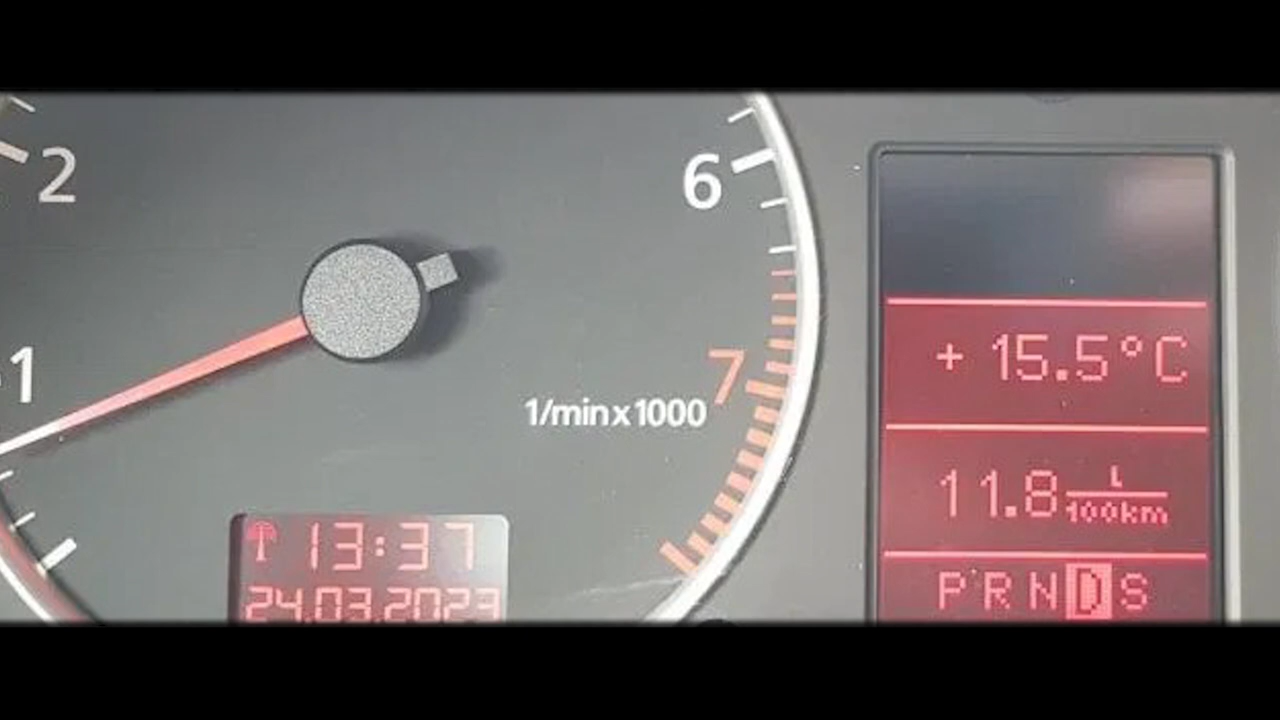 2
6
1
7
1/min x 1000
13:37
24.03.2023
+ 15.5°C
11.8 L/100km
P R N D S